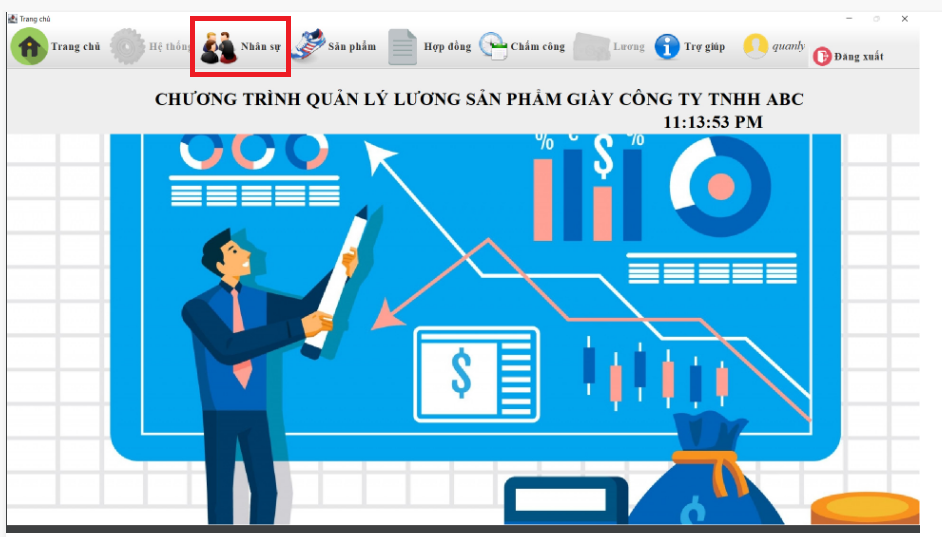 Trang chủ
Trang chủ Hệ thống Nhân sự Sản phẩm Hợp đồng Chấm công Lương Trợ giúp quanly Đăng xuất
CHƯƠNG TRÌNH QUẢN LÝ LƯƠNG SẢN PHẨM GIÀY CÔNG TY TNHH ABC
11:13:53 PM
% $ %
$
$